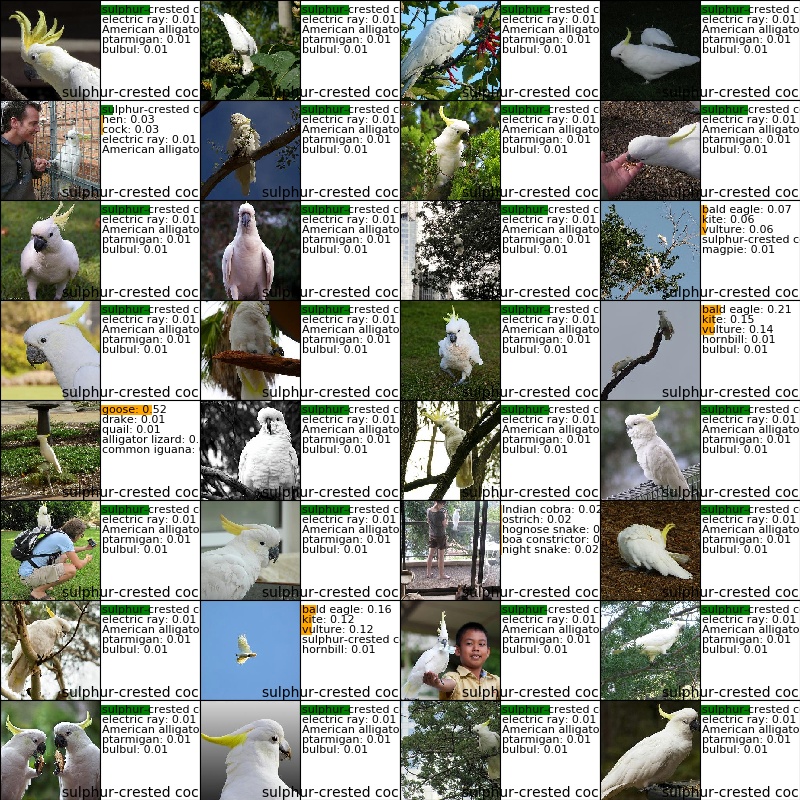 sulphur-crested c
electric ray: 0.01
American alligato
ptarmigan: 0.01
bulbul: 0.01
sulphur-crested coc
sulphur-crested c
electric ray: 0.01
American alligato
ptarmigan: 0.01
bulbul: 0.01
sulphur-crested coc
sulphur-crested c
electric ray: 0.01
American alligato
ptarmigan: 0.01
bulbul: 0.01
sulphur-crested coc
sulphur-crested c
electric ray: 0.01
American alligato
ptarmigan: 0.01
bulbul: 0.01
sulphur-crested coc
sulphur-crested c
hen: 0.03
cock: 0.03
electric ray: 0.01
American alligato
sulphur-crested coc
sulphur-crested c
electric ray: 0.01
American alligato
ptarmigan: 0.01
bulbul: 0.01
sulphur-crested coc
sulphur-crested c
electric ray: 0.01
American alligato
ptarmigan: 0.01
bulbul: 0.01
sulphur-crested coc
sulphur-crested c
electric ray: 0.01
American alligato
ptarmigan: 0.01
bulbul: 0.01
sulphur-crested coc
sulphur-crested c
electric ray: 0.01
American alligato
ptarmigan: 0.01
bulbul: 0.01
sulphur-crested coc
sulphur-crested c
electric ray: 0.01
American alligato
ptarmigan: 0.01
bulbul: 0.01
sulphur-crested coc
sulphur-crested c
electric ray: 0.01
American alligato
ptarmigan: 0.01
bulbul: 0.01
sulphur-crested coc
bald eagle: 0.07
kite: 0.06
vulture: 0.06
sulphur-crested c
magpie: 0.01
sulphur-crested coc
sulphur-crested c
electric ray: 0.01
American alligato
ptarmigan: 0.01
bulbul: 0.01
sulphur-crested coc
sulphur-crested c
electric ray: 0.01
American alligato
ptarmigan: 0.01
bulbul: 0.01
sulphur-crested coc
sulphur-crested c
electric ray: 0.01
American alligato
ptarmigan: 0.01
bulbul: 0.01
sulphur-crested coc
bald eagle: 0.21
kite: 0.15
vulture: 0.14
hornbill: 0.01
bulbul: 0.01
sulphur-crested coc
goose: 0.52
drake: 0.01
quail: 0.01
alligator lizard: 0.
common iguana:
sulphur-crested coc
sulphur-crested c
electric ray: 0.01
American alligato
ptarmigan: 0.01
bulbul: 0.01
sulphur-crested coc
sulphur-crested c
electric ray: 0.01
American alligato
ptarmigan: 0.01
bulbul: 0.01
sulphur-crested coc
sulphur-crested c
electric ray: 0.01
American alligato
ptarmigan: 0.01
bulbul: 0.01
sulphur-crested coc
sulphur-crested c
electric ray: 0.01
American alligato
ptarmigan: 0.01
bulbul: 0.01
sulphur-crested coc
sulphur-crested c
electric ray: 0.01
American alligato
ptarmigan: 0.01
bulbul: 0.01
sulphur-crested coc
Indian cobra: 0.02
ostrich: 0.02
hognose snake: 0
boa constrictor: 0
night snake: 0.02
sulphur-crested coc
sulphur-crested c
electric ray: 0.01
American alligato
ptarmigan: 0.01
bulbul: 0.01
sulphur-crested coc
sulphur-crested c
electric ray: 0.01
American alligato
ptarmigan: 0.01
bulbul: 0.01
sulphur-crested coc
bald eagle: 0.16
kite: 0.12
vulture: 0.12
sulphur-crested c
hornbill: 0.01
sulphur-crested coc
sulphur-crested c
electric ray: 0.01
American alligato
ptarmigan: 0.01
bulbul: 0.01
sulphur-crested coc
sulphur-crested c
electric ray: 0.01
American alligato
ptarmigan: 0.01
bulbul: 0.01
sulphur-crested coc
sulphur-crested c
electric ray: 0.01
American alligato
ptarmigan: 0.01
bulbul: 0.01
sulphur-crested coc
sulphur-crested c
electric ray: 0.01
American alligato
ptarmigan: 0.01
bulbul: 0.01
sulphur-crested coc
sulphur-crested c
electric ray: 0.01
American alligato
ptarmigan: 0.01
bulbul: 0.01
sulphur-crested coc
sulphur-crested c
electric ray: 0.01
American alligato
ptarmigan: 0.01
bulbul: 0.01
sulphur-crested coc